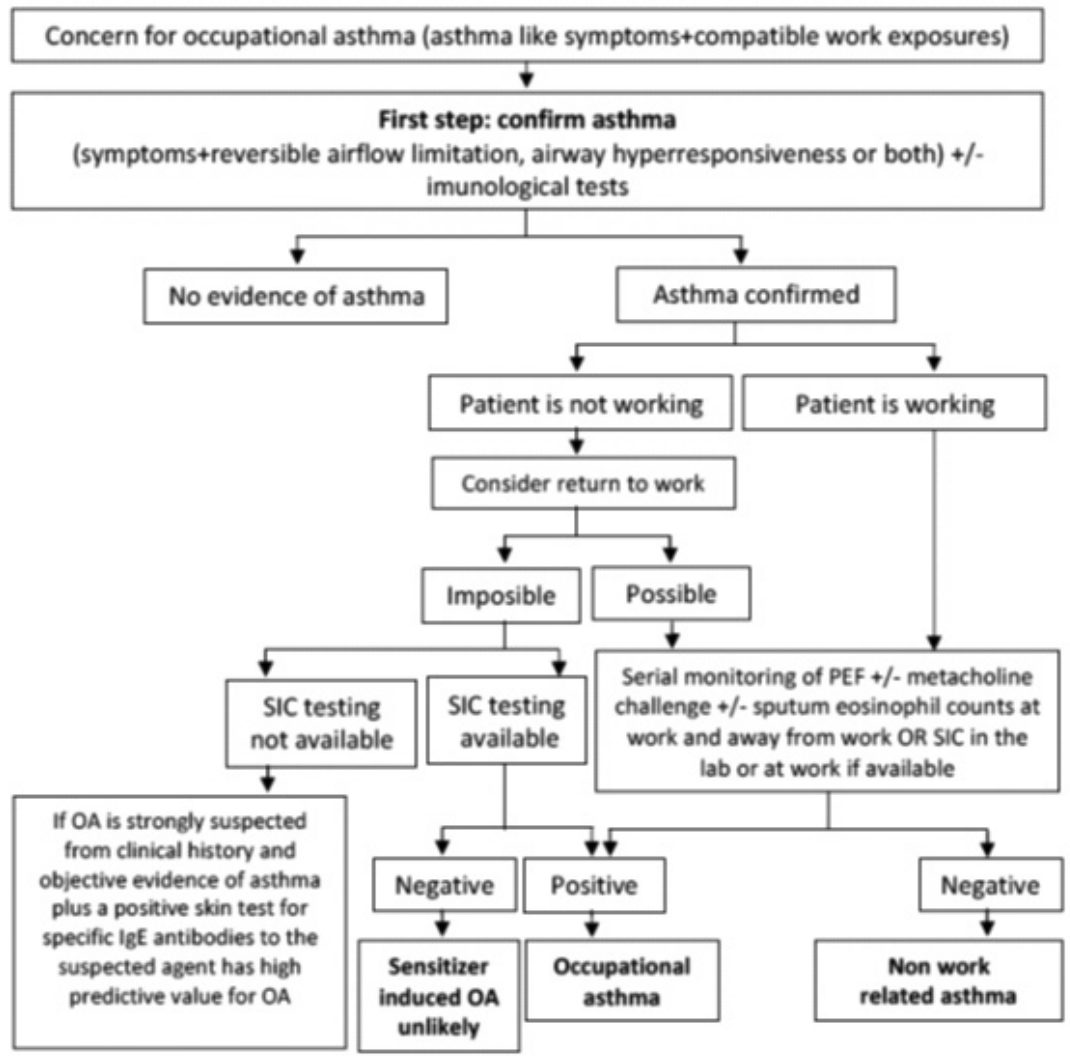 Concern for occupational asthma (asthma like symptoms+compatible work exposures)
First step: confirm asthma
(symptoms+reversible airflow limitation, airway hyperresponsiveness or both) +/-
imunological tests
No evidence of asthma
Asthma confirmed
Patient is not working
Patient is working
Consider return to work
Imposible
Possible
SIC testing
not available
SIC testing
available
Serial monitoring of PEF +/- metacholine
challenge +/- sputum eosinophil counts at
work and away from work OR SIC in the
lab or at work if available
If OA is strongly suspected
from clinical history and
objective evidence of asthma
plus a positive skin test for
specific IgE antibodies to the
suspected agent has high
predictive value for OA
Negative
Positive
Negative
Sensitizer
induced OA
unlikely
Occupational
asthma
Non work
related asthma